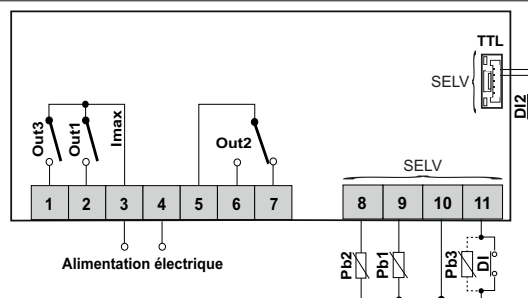 TTL
SELV
DI2
Out3
Out1
Imax
Out2
SELV
1 2 3 4 5 6 7 8 9 10 11
Alimentation électrique
Pb2
Pb1
Pb3
DI